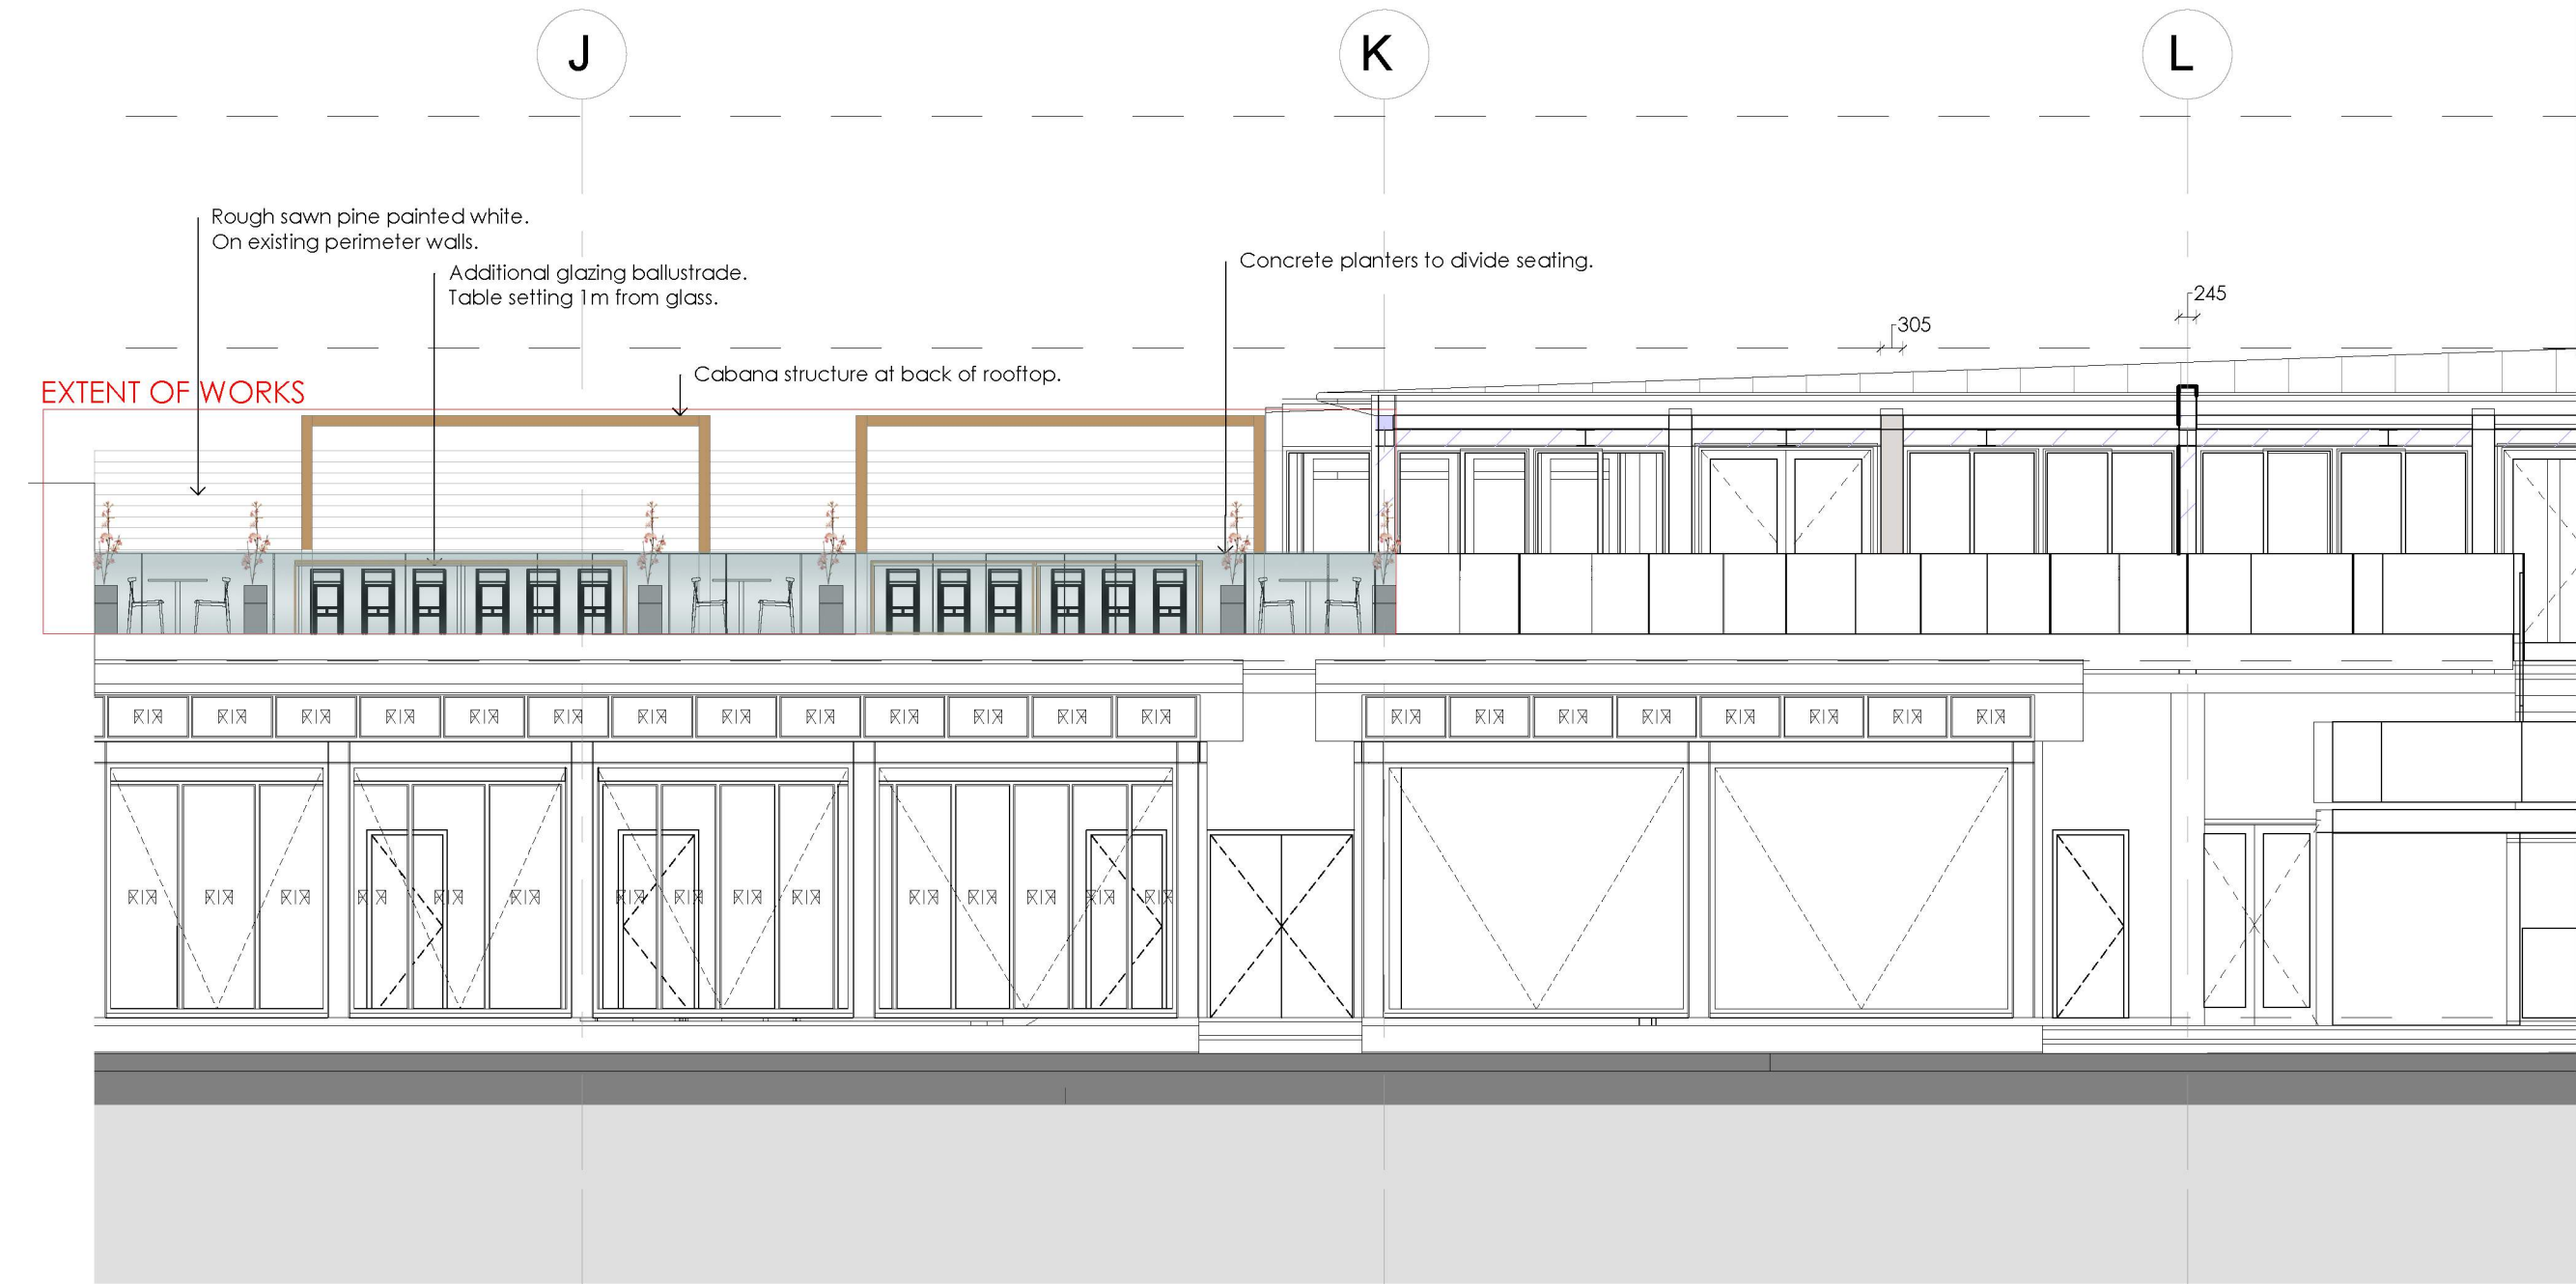 J
K
L
Rough sawn pine painted white.
On existing perimeter walls.
Additional glazing ballustrade.
Table setting 1m from glass.
Concrete planters to divide seating.
245
305
Cabana structure at back of rooftop.
EXTENT OF WORKS